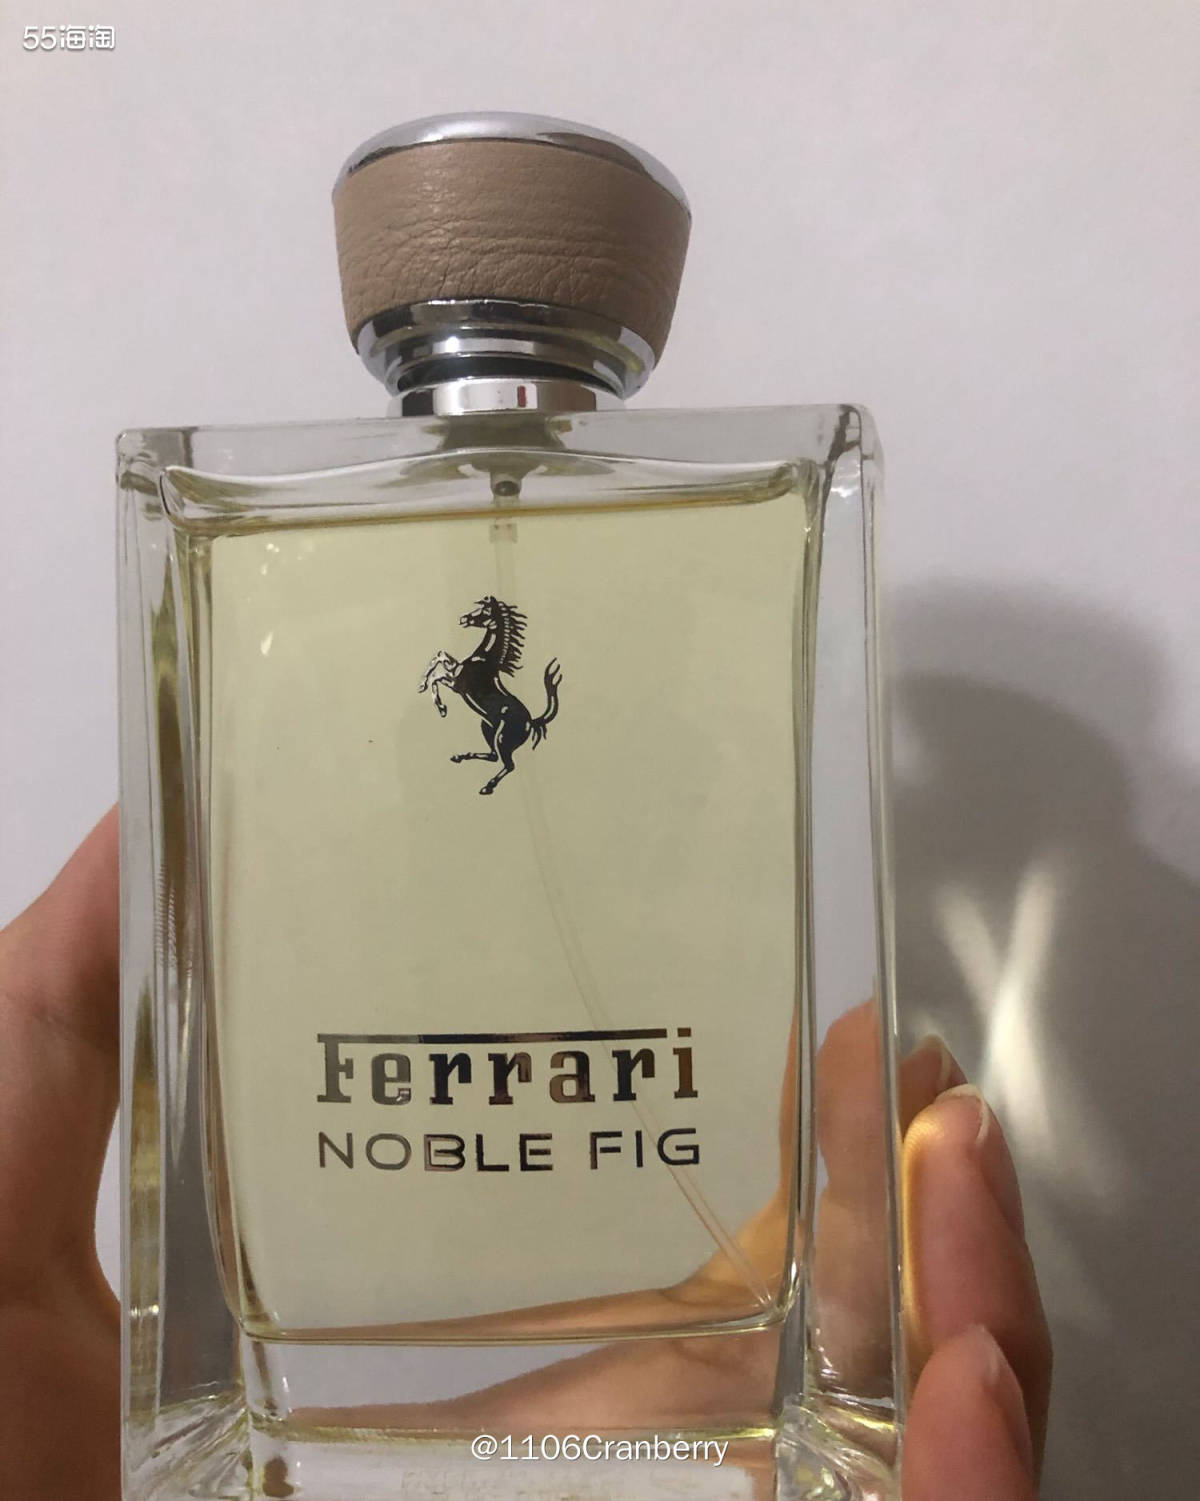 55海淘
Ferrari
NOBLE FIG
@1106Cranberry